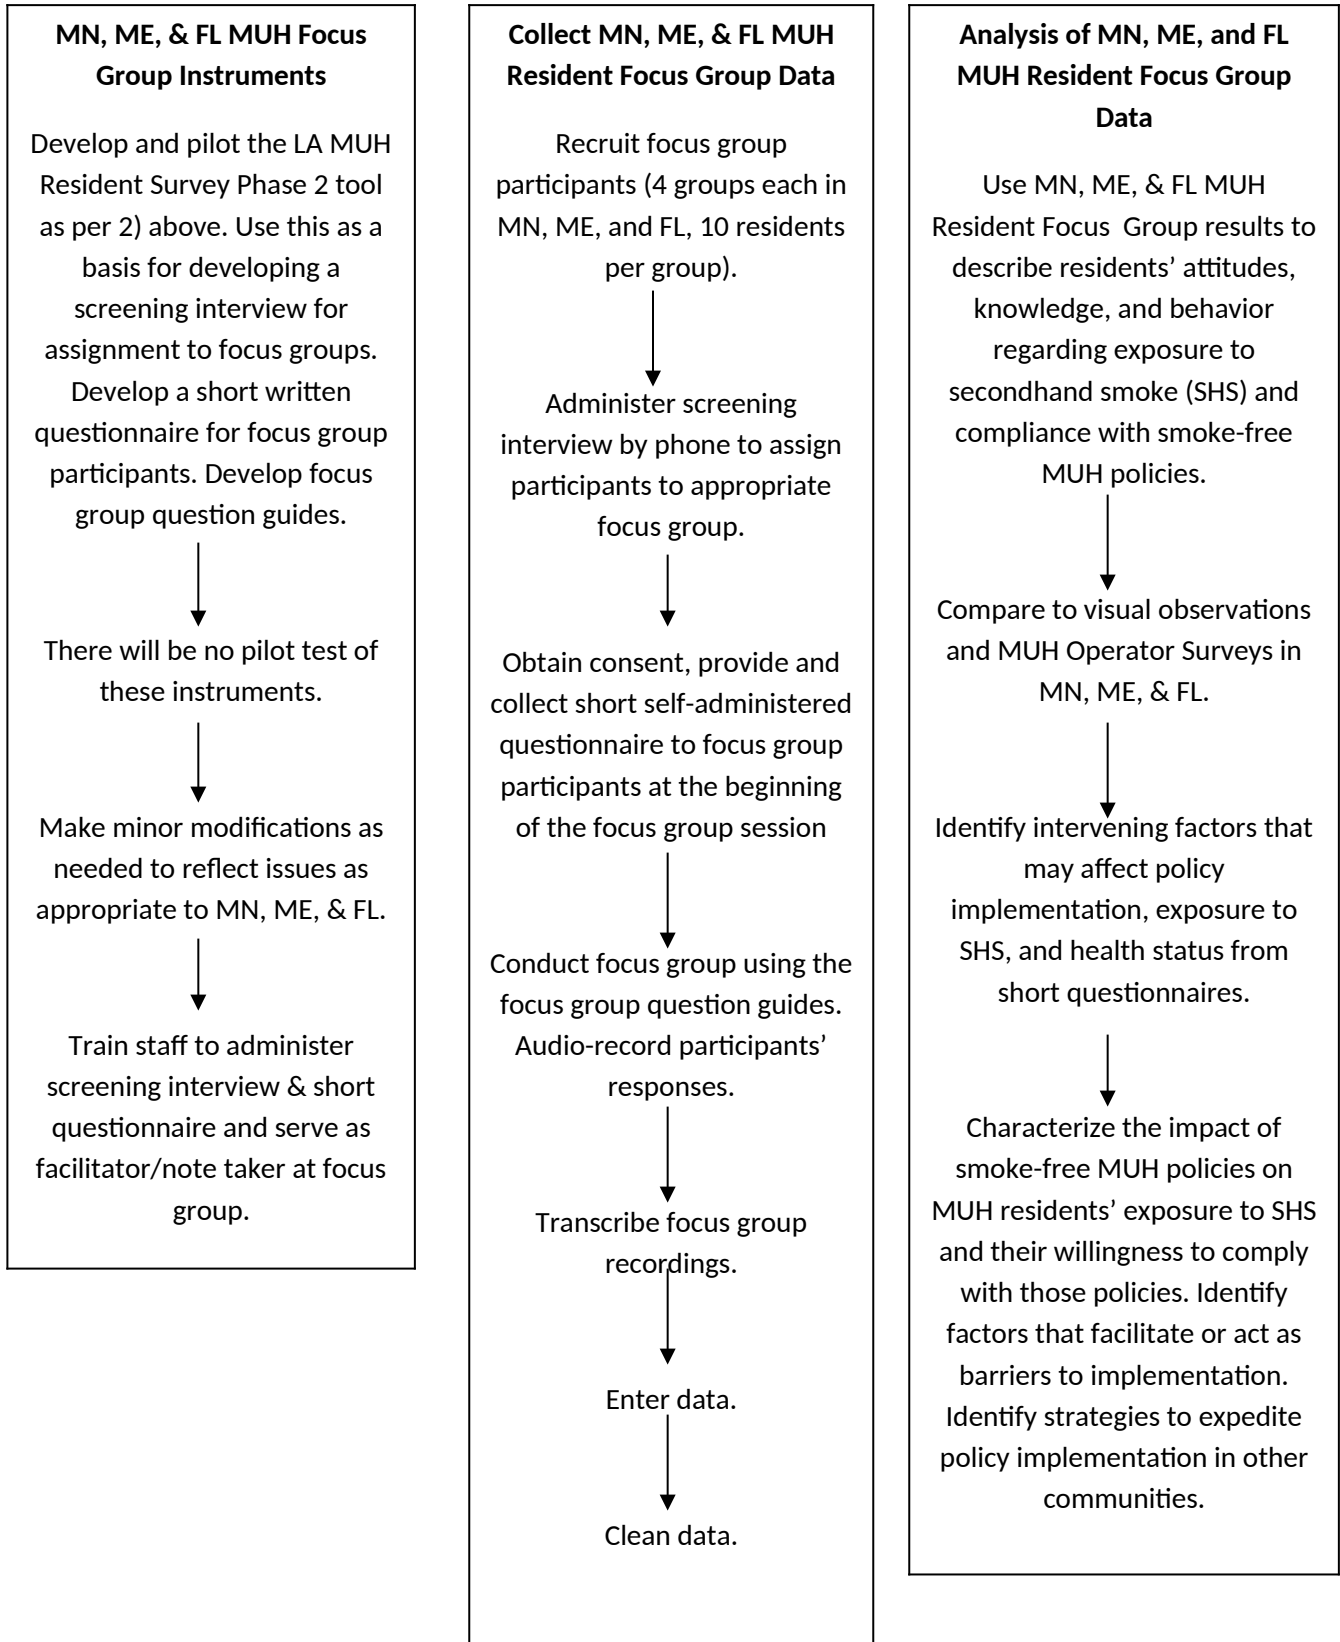 MN, ME, & FL MUH Focus
Group Instruments
Develop and pilot the LA MUH
Resident Survey Phase 2 tool
as per 2) above. Use this as a
basis for developing a
screening interview for
assignment to focus groups.
Develop a short written
questionnaire for focus group
participants. Develop focus
group question guides.
There will be no pilot test of
these instruments.
Make minor modifications as
needed to reflect issues as
appropriate to MN, ME, & FL.
Train staff to administer
screening interview & short
questionnaire and serve as
facilitator/note taker at focus
group.
Collect MN, ME, & FL MUH
Resident Focus Group Data
Recruit focus group
participants (4 groups each in
MN, ME, and FL, 10 residents
per group).
Administer screening
interview by phone to assign
participants to appropriate
focus group.
Obtain consent, provide and
collect short self-administered
questionnaire to focus group
participants at the beginning
of the focus group session
Conduct focus group using the
focus group question guides.
Audio-record participants’
responses.
Transcribe focus group
recordings.
Enter data.
Clean data.
Analysis of MN, ME, and FL
MUH Resident Focus Group
Data
Use MN, ME, & FL MUH
Resident Focus  Group results to
describe residents’ attitudes,
knowledge, and behavior
regarding exposure to
secondhand smoke (SHS) and
compliance with smoke-free
MUH policies.
Compare to visual observations
and MUH Operator Surveys in
MN, ME, & FL.
Identify intervening factors that
may affect policy
implementation, exposure to
SHS, and health status from
short questionnaires.
Characterize the impact of
smoke-free MUH policies on
MUH residents’ exposure to SHS
and their willingness to comply
with those policies. Identify
factors that facilitate or act as
barriers to implementation.
Identify strategies to expedite
policy implementation in other
communities.